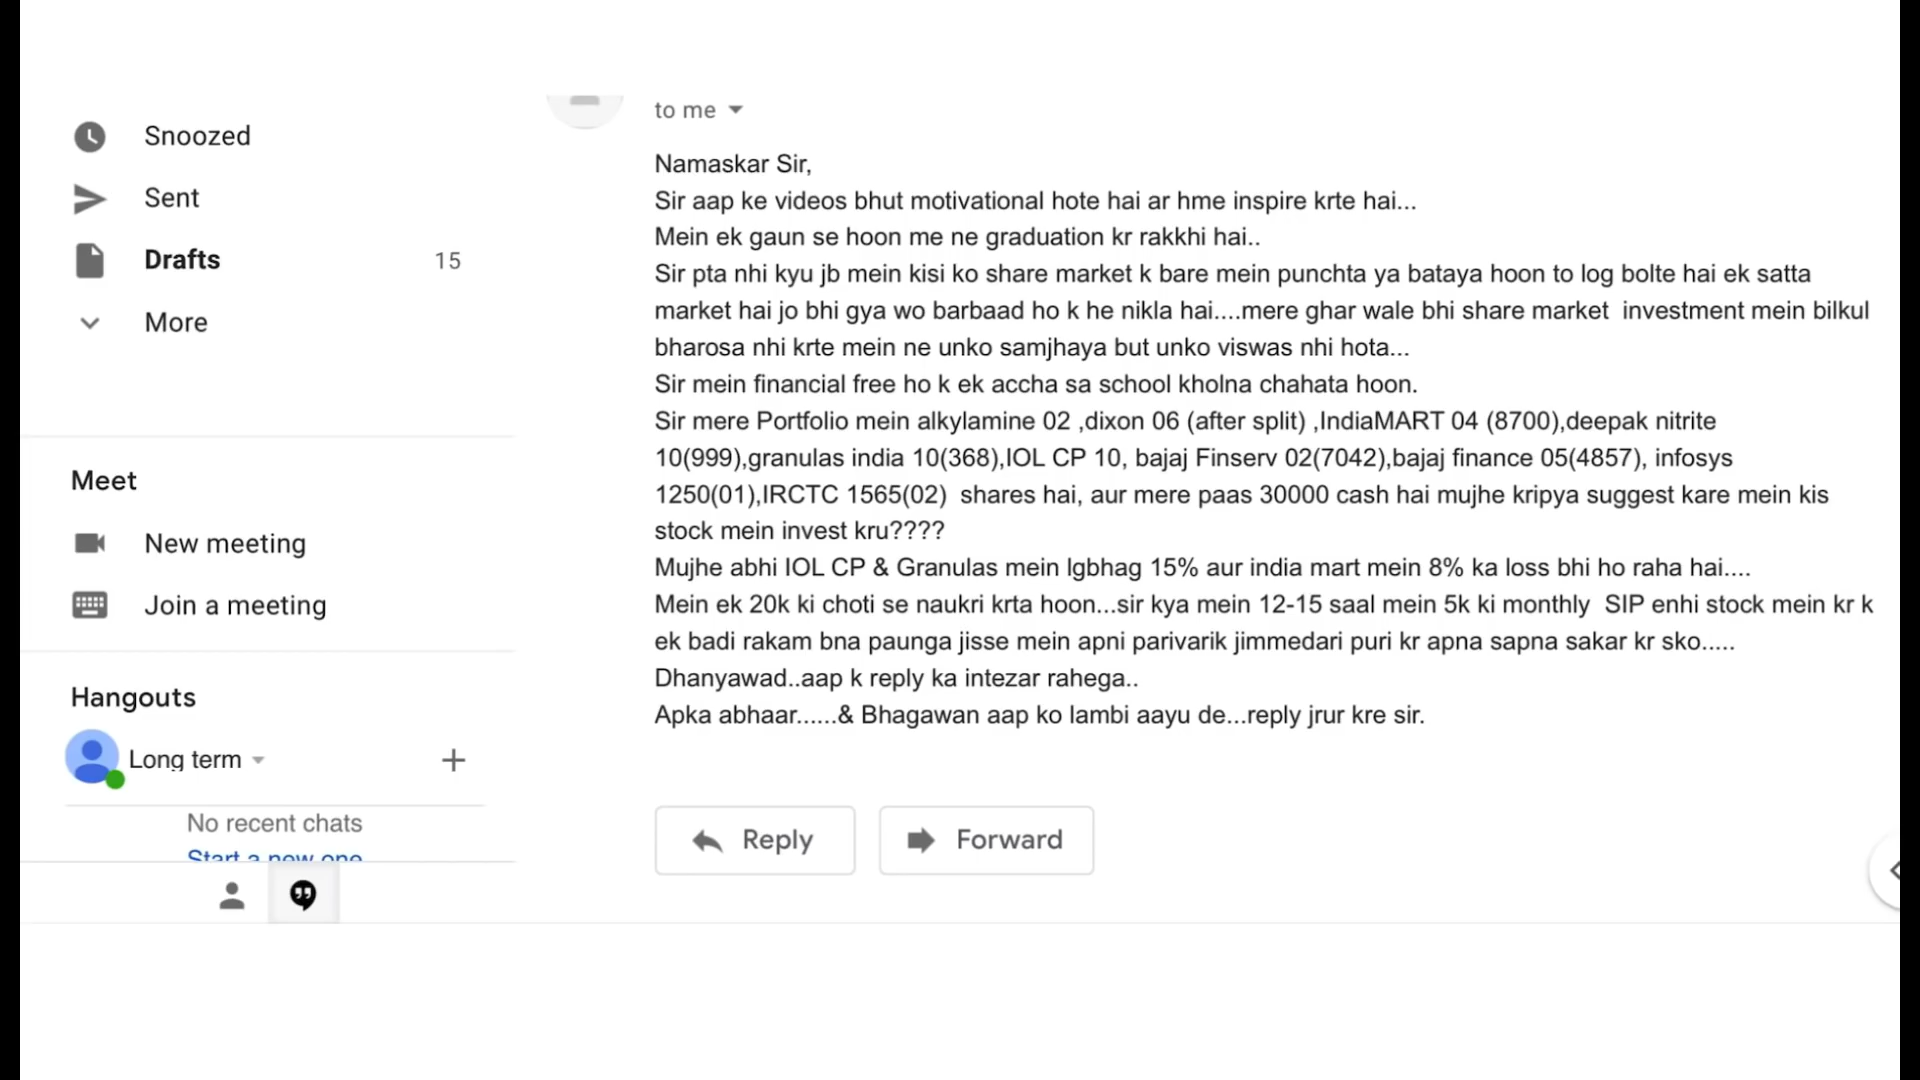 to me
Snoozed
Sent
Drafts 15
More
Meet
New meeting
Join a meeting
Hangouts
Long term
No recent chats
Start a new one
Namaskar Sir,
Sir aap ke videos bhut motivational hote hai ar hme inspire krte hai...
Mein ek gaun se hoon me ne graduation kr rakkhi hai..
Sir pta nhi kyu jb mein kisi ko share market k bare mein punchta ya bataya hoon to log bolte hai ek satta
market hai jo bhi gya wo barbaad ho k he nikla hai....mere ghar wale bhi share market  investment mein bilkul
bharosa nhi krte mein ne unko samjhaya but unko viswas nhi hota...
Sir mein financial free ho k ek accha sa school kholna chahata hoon.
Sir mere Portfolio mein alkylamine 02 ,dixon 06 (after split) ,IndiaMART 04 (8700),deepak nitrite
10(999),granulas india 10(368),IOL CP 10, bajaj Finserv 02(7042),bajaj finance 05(4857), infosys
1250(01),IRCTC 1565(02)  shares hai, aur mere paas 30000 cash hai mujhe kripya suggest kare mein kis
stock mein invest kru????
Mujhe abhi IOL CP & Granulas mein lgbhag 15% aur india mart mein 8% ka loss bhi ho raha hai....
Mein ek 20k ki choti se naukri krta hoon...sir kya mein 12-15 saal mein 5k ki monthly  SIP enhi stock mein kr k
ek badi rakam bna paunga jisse mein apni parivarik jimmedari puri kr apna sapna sakar kr sko.....
Dhanyawad..aap k reply ka intezar rahega..
Apka abhaar......& Bhagawan aap ko lambi aayu de...reply jrur kre sir.
Reply
Forward